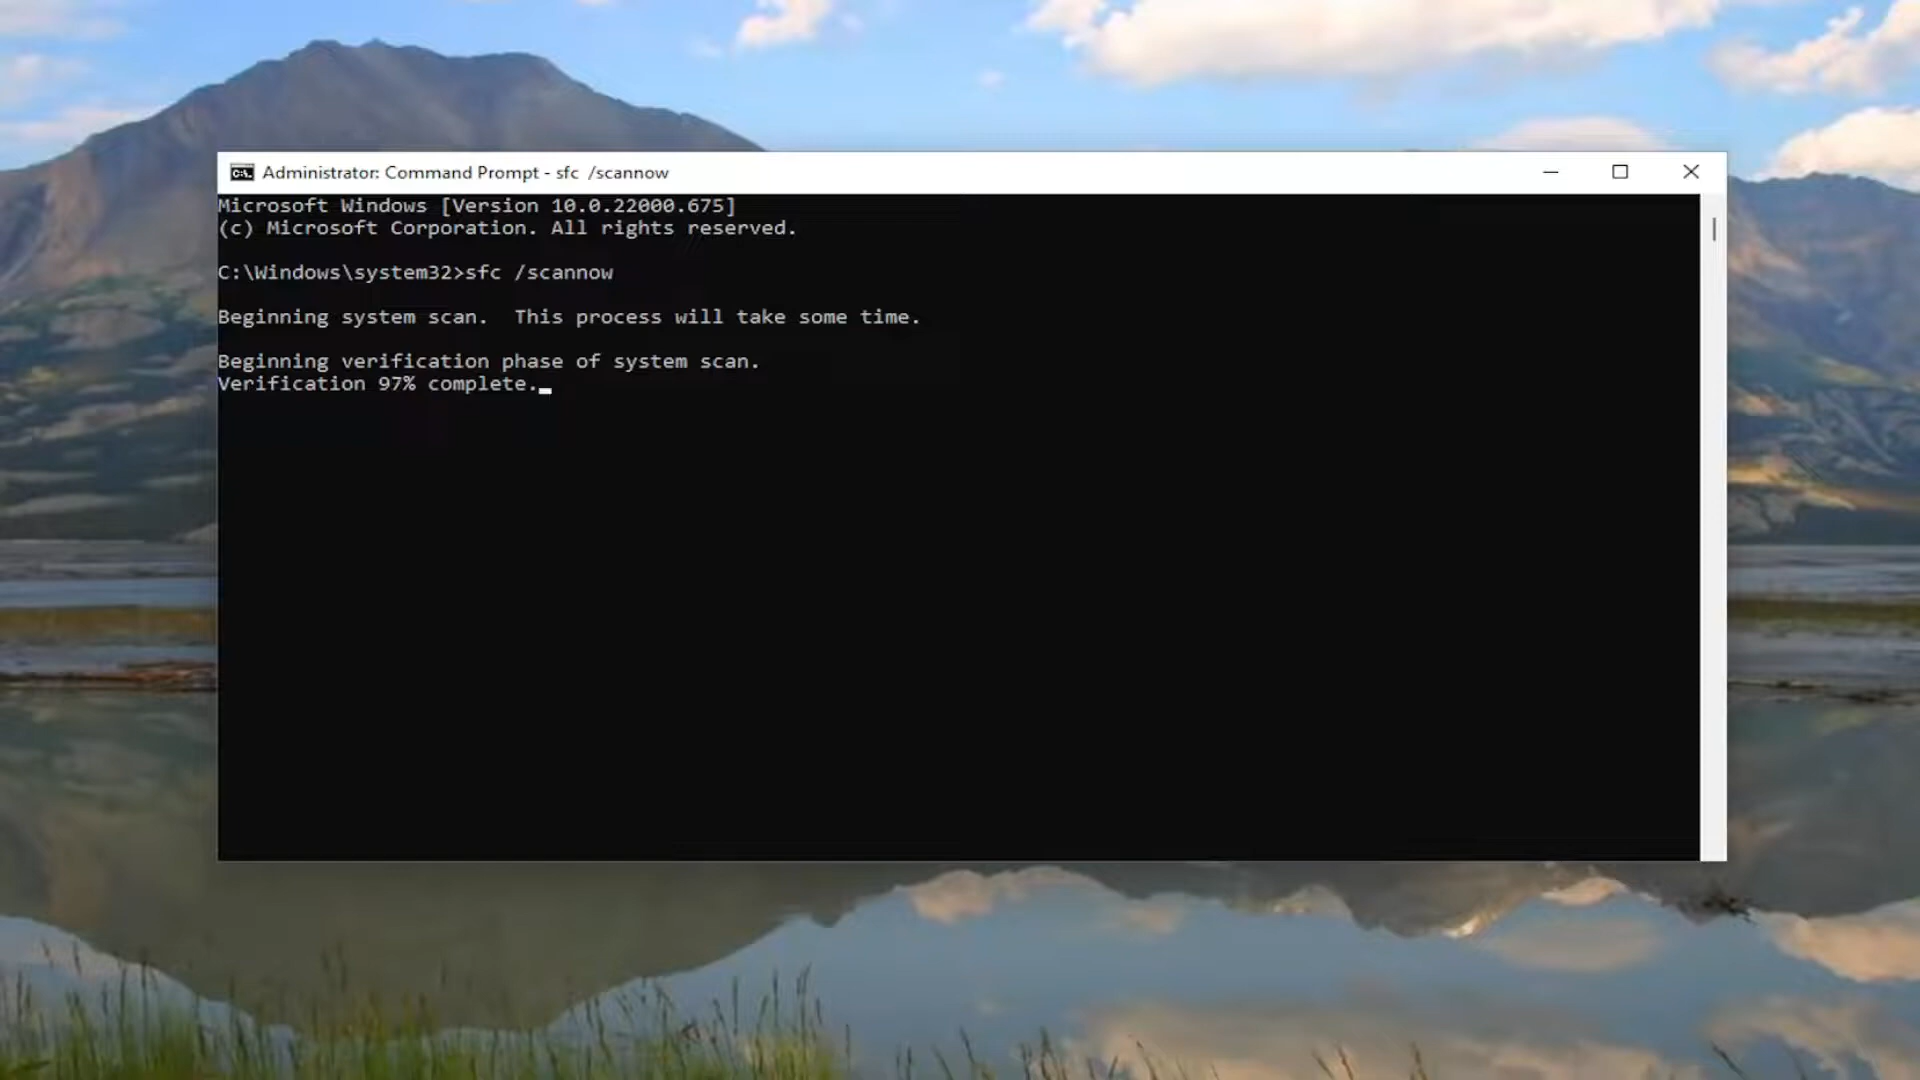 Administrator: Command Prompt - sfc  /scannow
Microsoft Windows [Version 10.0.22000.675]
(c) Microsoft Corporation. All rights reserved.
C:\Windows\system32>sfc /scannow
Beginning system scan.  This process will take some time.
Beginning verification phase of system scan.
Verification 97% complete.